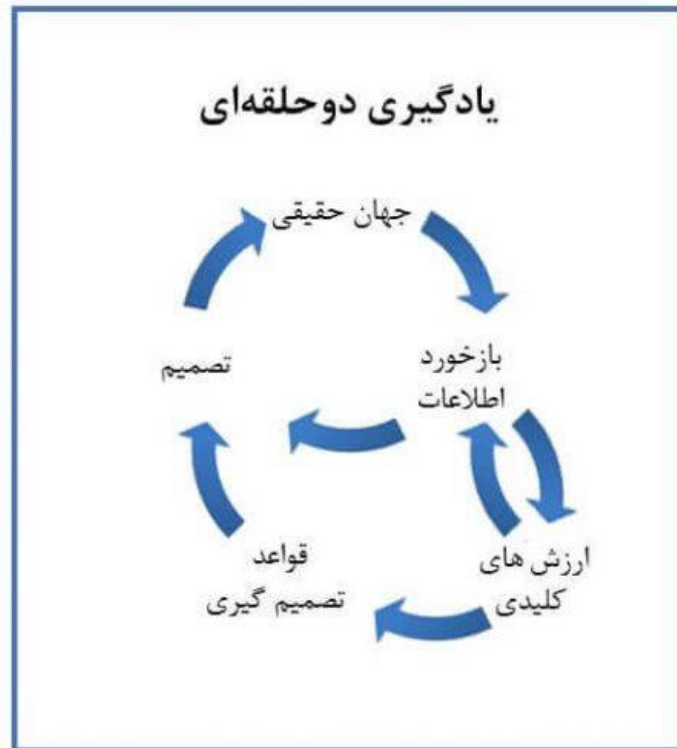 یادگیری دوحلقه‌ای
جهان حقیقی
بازخورد
اطلاعات
تصمیم
ارزش های
کلیدی
قواعد
تصمیم گیری